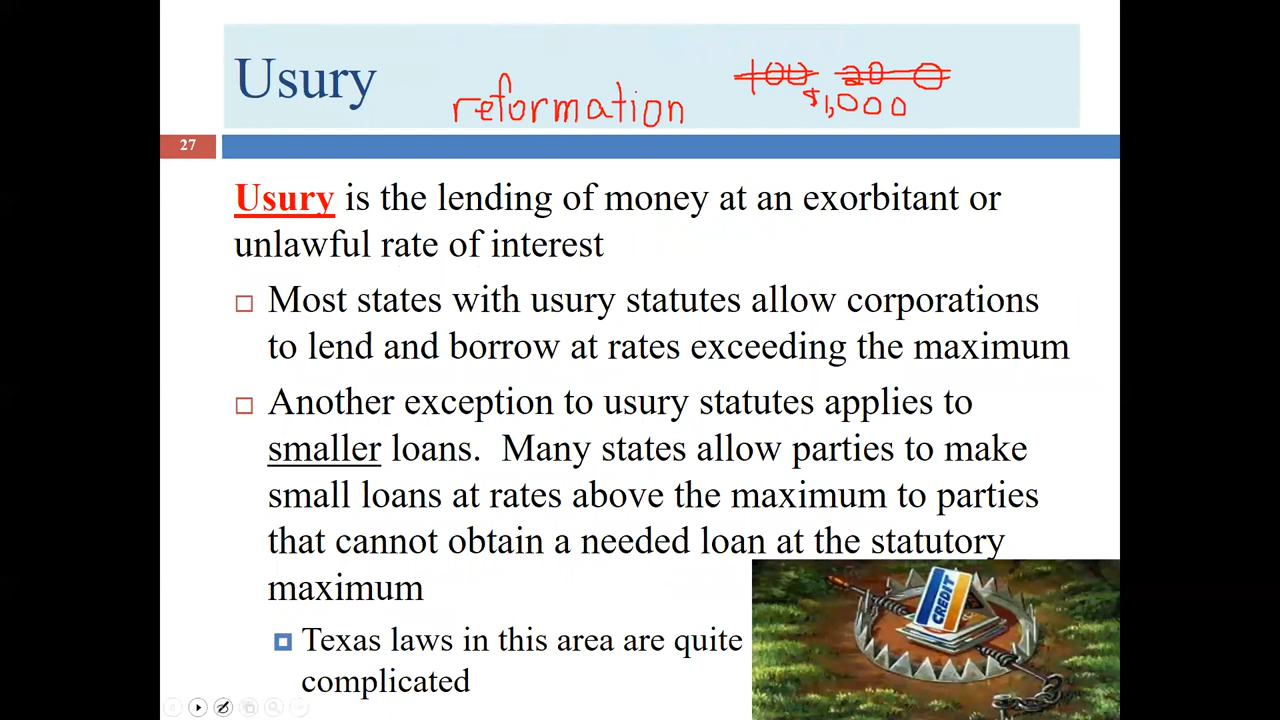 Usury
reformation
100 20 0
$1,000
27
Usury is the lending of money at an exorbitant or
unlawful rate of interest
Most states with usury statutes allow corporations
to lend and borrow at rates exceeding the maximum
Another exception to usury statutes applies to
smaller loans. Many states allow parties to make
small loans at rates above the maximum to parties
that cannot obtain a needed loan at the statutory
maximum
Texas laws in this area are quite
complicated
CREDIT